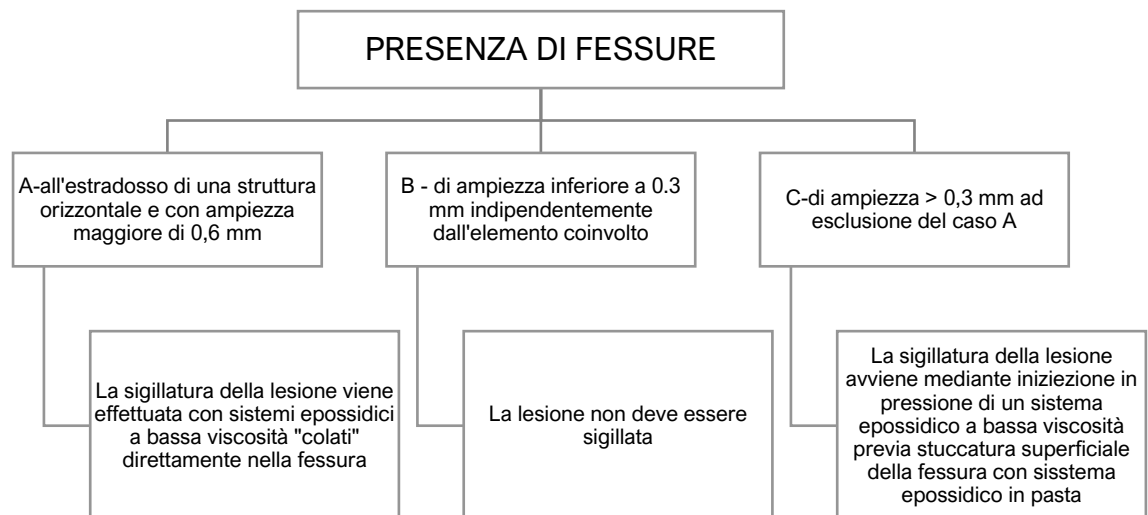 PRESENZA DI FESSURE
A-all'estradosso di una struttura
orizzontale e con ampiezza
maggiore di 0,6 mm
B - di ampiezza inferiore a 0.3
mm indipendentemente
dall'elemento coinvolto
C-di ampiezza > 0,3 mm ad
esclusione del caso A
La sigillatura della lesione viene
effettuata con sistemi epossidici
a bassa viscosità "colati"
direttamente nella fessura
La lesione non deve essere
sigillata
La sigillatura della lesione
avviene mediante iniziezione in
pressione di un sistema
epossidico a bassa viscosità
previa stuccatura superficiale
della fessura con sisstema
epossidico in pasta